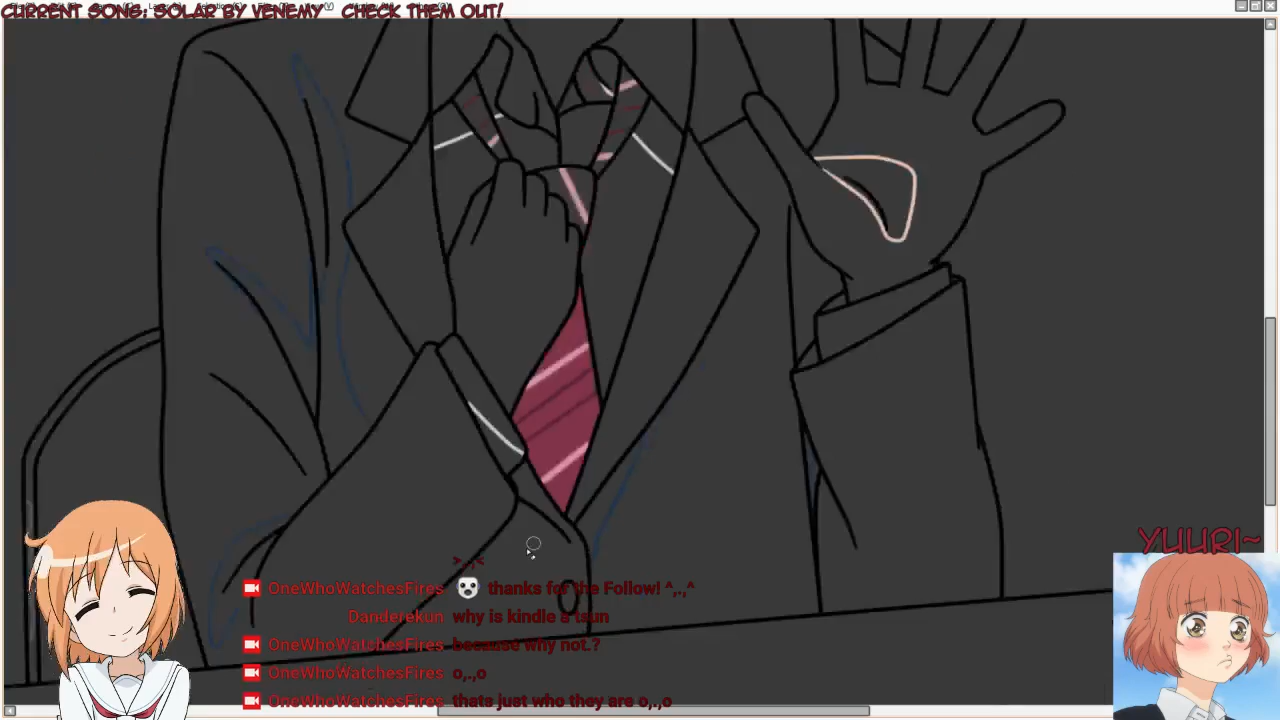 CURRENT SONG: SOLAR BY VENEMY CHECK THEM OUT!
YUURI~
>.,.<
OneWhoWatchesFires thanks for the Follow! ^,.,^
Danderekun why is kindle a tsun
OneWhoWatchesFires because why not.?
OneWhoWatchesFires o,.,o
OneWhoWatchesFires thats just who they are o,.,o